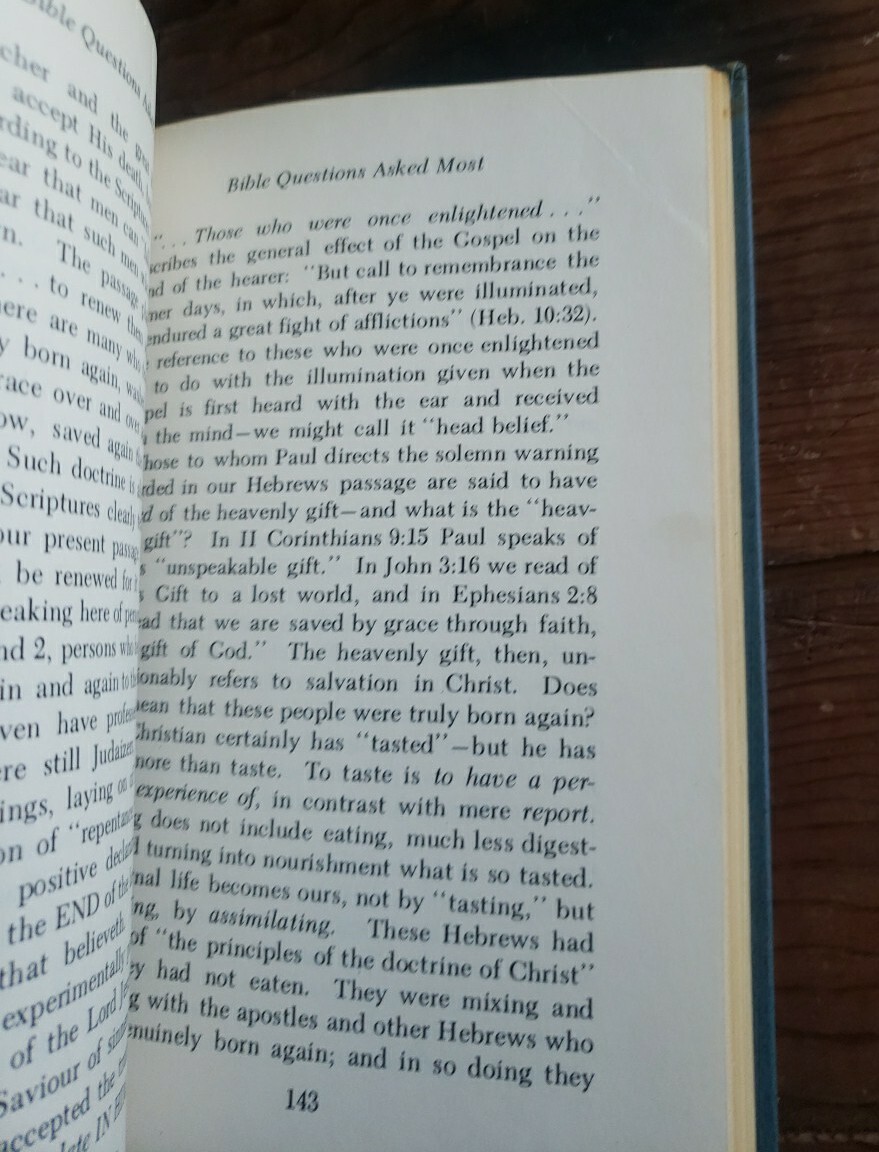 Bible Questions
cher and the
accept His death,
rding to the Scripture
ear that men can
ar that such men
n. The passage
. . . to renew
ere are many who
y born again,
race over and over
ow, saved again
Such doctrine is
Scriptures clearly
our present passage
be renewed for
eaking here of
nd 2, persons
in and again to
ven have
re still
ings, laying on
on of "repentan
positive
the END of the
that believeth
experimentally
of the Lord
Saviour of
accepted the
IN
Bible Questions Asked Most
". . . Those who were once enlightened . . ."
scribes the general effect of the Gospel on the
nd of the hearer: "But call to remembrance the
mer days, in which, after ye were illuminated,
endured a great fight of afflictions" (Heb. 10:32).
reference to these who were once enlightened
to do with the illumination given when the
pel is first heard with the ear and received
the mind—we might call it "head belief."
hose to whom Paul directs the solemn warning
rded in our Hebrews passage are said to have
d of the heavenly gift—and what is the "heav-
gift"? In II Corinthians 9:15 Paul speaks of
s "unspeakable gift." In John 3:16 we read of
s Gift to a lost world, and in Ephesians 2:8
ad that we are saved by grace through faith,
gift of God." The heavenly gift, then, un-
ionably refers to salvation in Christ. Does
ean that these people were truly born again?
Christian certainly has "tasted"—but he has
more than taste. To taste is to have a per-
experience of, in contrast with mere report.
g does not include eating, much less digest-
d turning into nourishment what is so tasted.
nal life becomes ours, not by "tasting," but
ng, by assimilating. These Hebrews had
of "the principles of the doctrine of Christ"
ey had not eaten. They were mixing and
g with the apostles and other Hebrews who
enuinely born again; and in so doing they
143